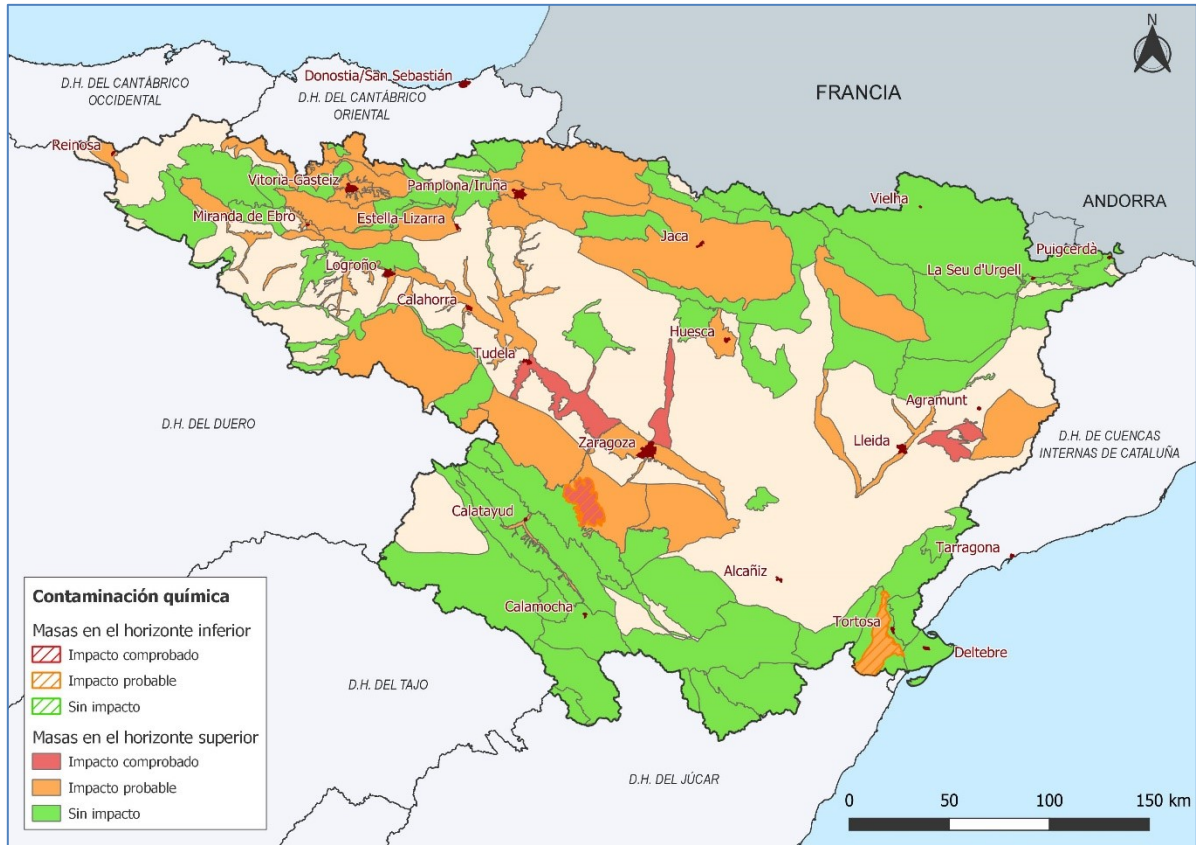 N
D.H. DEL CANTÁBRICO
OCCIDENTAL
Donostia/San Sebastián
D.H. DEL CANTÁBRICO
ORIENTAL
FRANCIA
Reinosa
Vitoria-Gasteiz
Pamplona/Iruña
Vielha
ANDORRA
Miranda de Ebro
Estella-Lizarra
Jaca
Puigcerdà
La Seu d'Urgell
Logroño
Calahorra
Huesca
Tudela
Agramunt
D.H. DEL DUERO
Zaragoza
Lleida
D.H. DE CUENCAS
INTERNAS DE CATALUÑA
Calatayud
Tarragona
Alcañiz
Calamocha
Tortosa
Deltebre
D.H. DEL TAJO
D.H. DEL JÚCAR
Contaminación química
Masas en el horizonte inferior
Impacto comprobado
Impacto probable
Sin impacto
Masas en el horizonte superior
Impacto comprobado
Impacto probable
Sin impacto
0 50 100 150 km